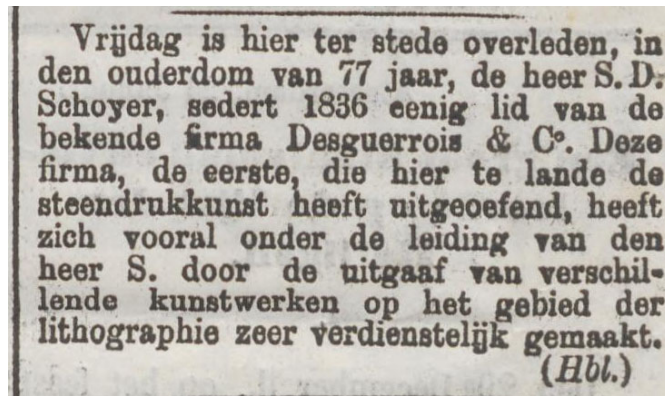 Vrijdag is hier ter stede overleden, in
den ouderdom van 77 jaar, de heer S. D.
Schoyer, sedert 1836 eenig lid van de
bekende firma Desguerrois & Co. Deze
firma, de eerste, die hier te lande de
steendrukkunst heeft uitgeoefend, heeft
zich vooral onder de leiding van den
heer S. door de uitgaaf van verschil-
lende kunstwerken op het gebied der
lithographie zeer verdienstelijk gemaakt.
(Hbl.)